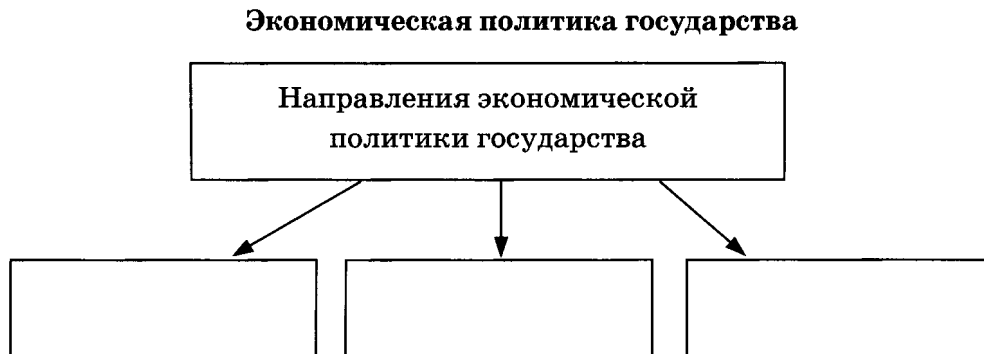 Экономическая политика государства
Направления экономической
политики государства